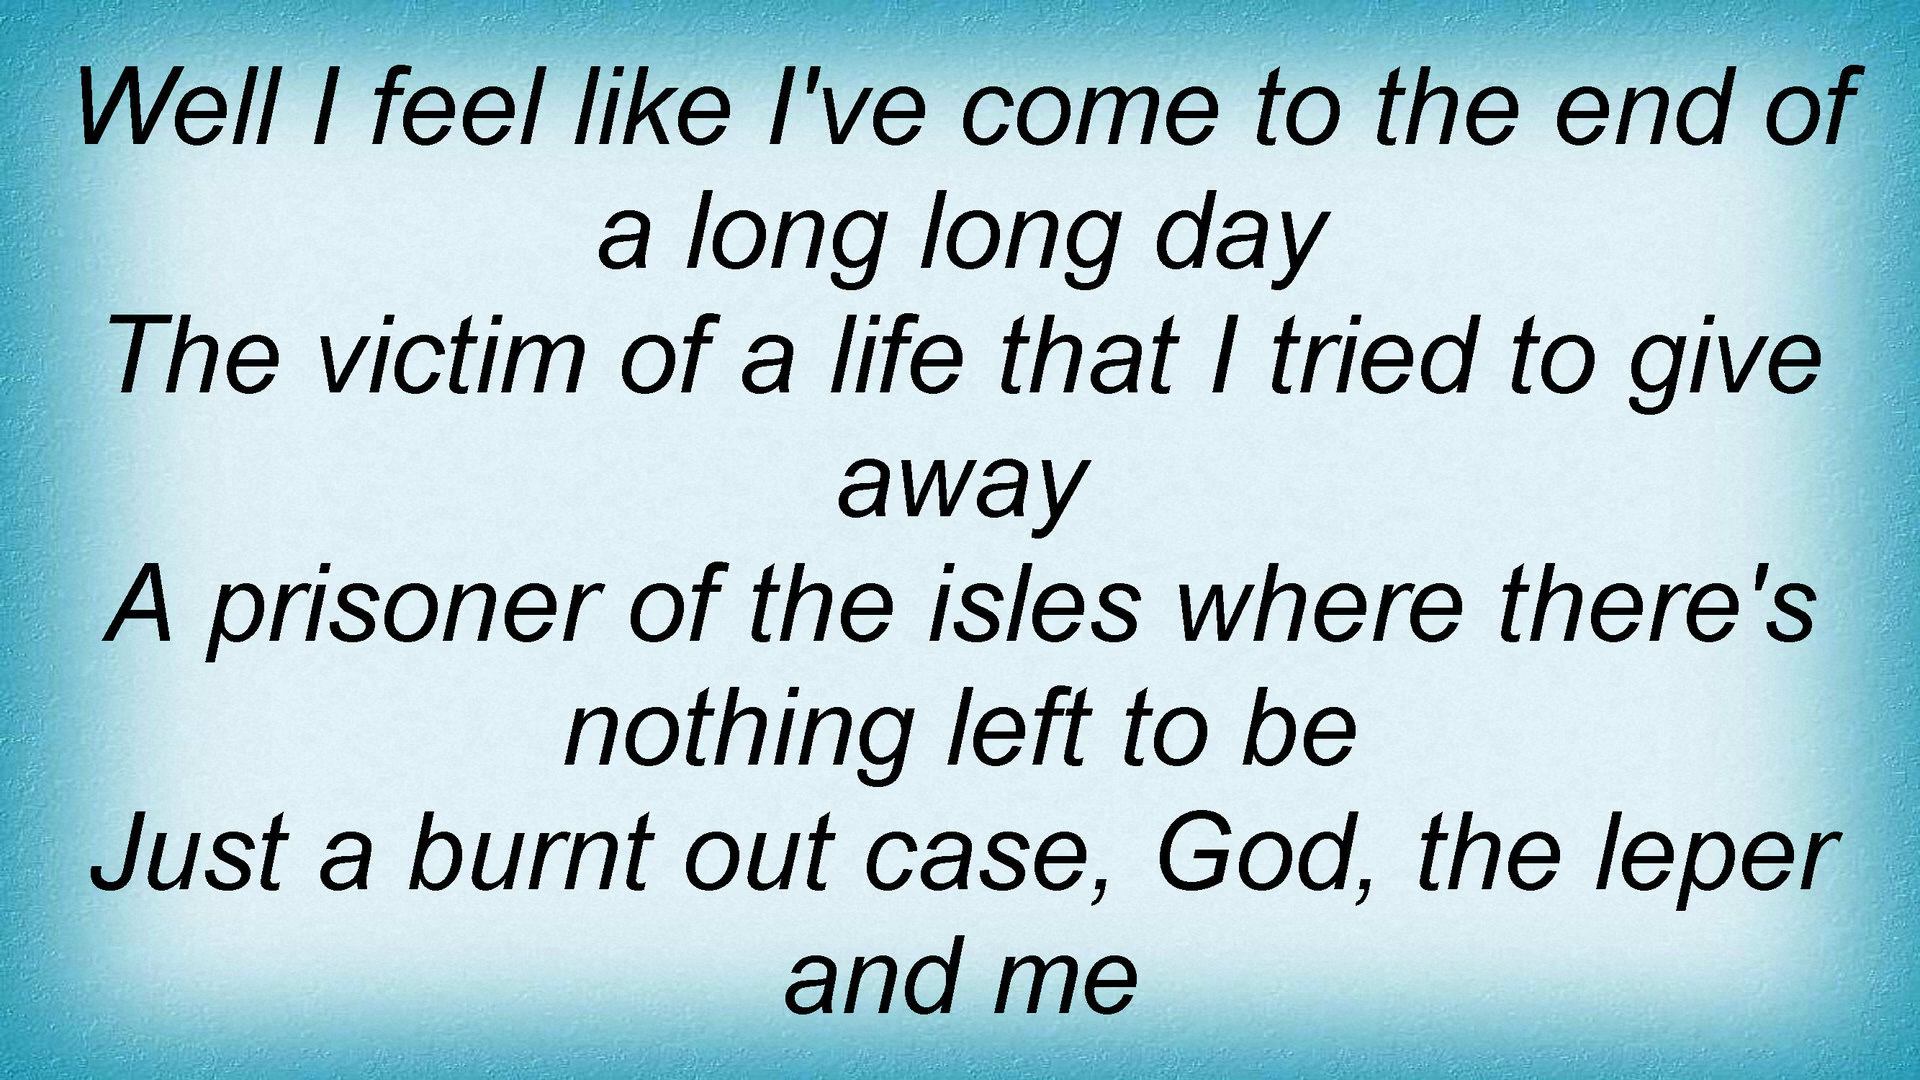 Well I feel like I've come to the end of
a long long day
The victim of a life that I tried to give
away
A prisoner of the isles where there's
nothing left to be
Just a burnt out case, God, the leper
and me